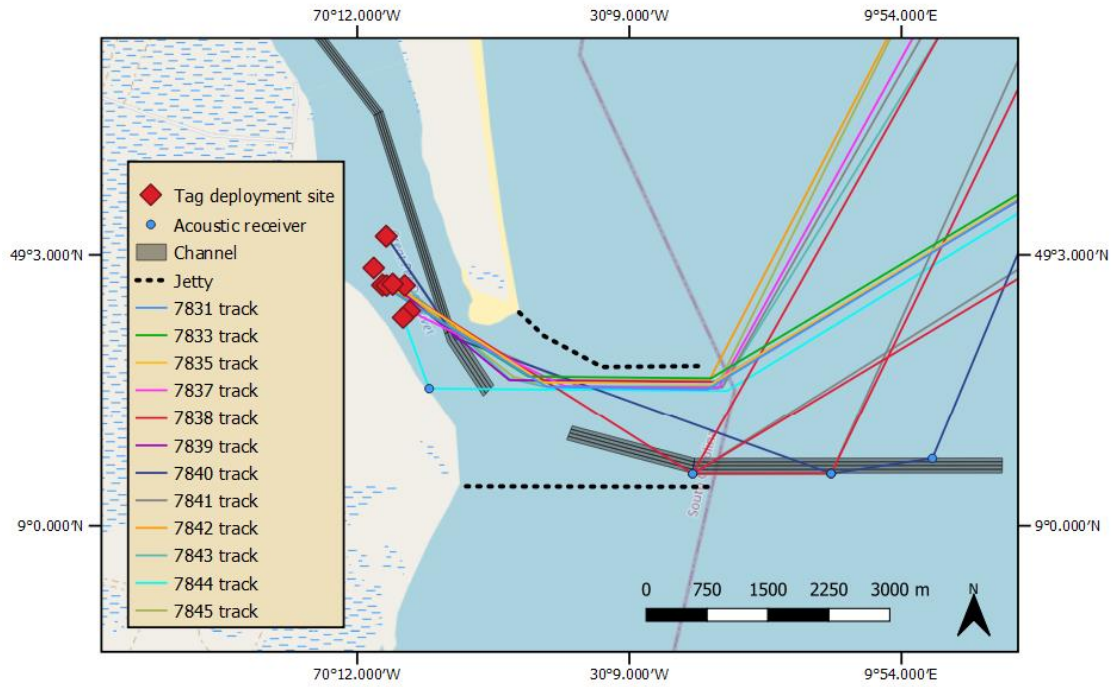 70°12.000'W 30°9.000'W 9°54.000'E
49°3.000'N 49°3.000'N
Tag deployment site
Acoustic receiver
Channel
Jetty
7831 track
7833 track
7835 track
7837 track
7838 track
7839 track
7840 track
7841 track
7842 track
7843 track
7844 track
7845 track
9°0.000'N 9°0.000'N
0 750 1500 2250 3000 m
N
70°12.000'W 30°9.000'W 9°54.000'E